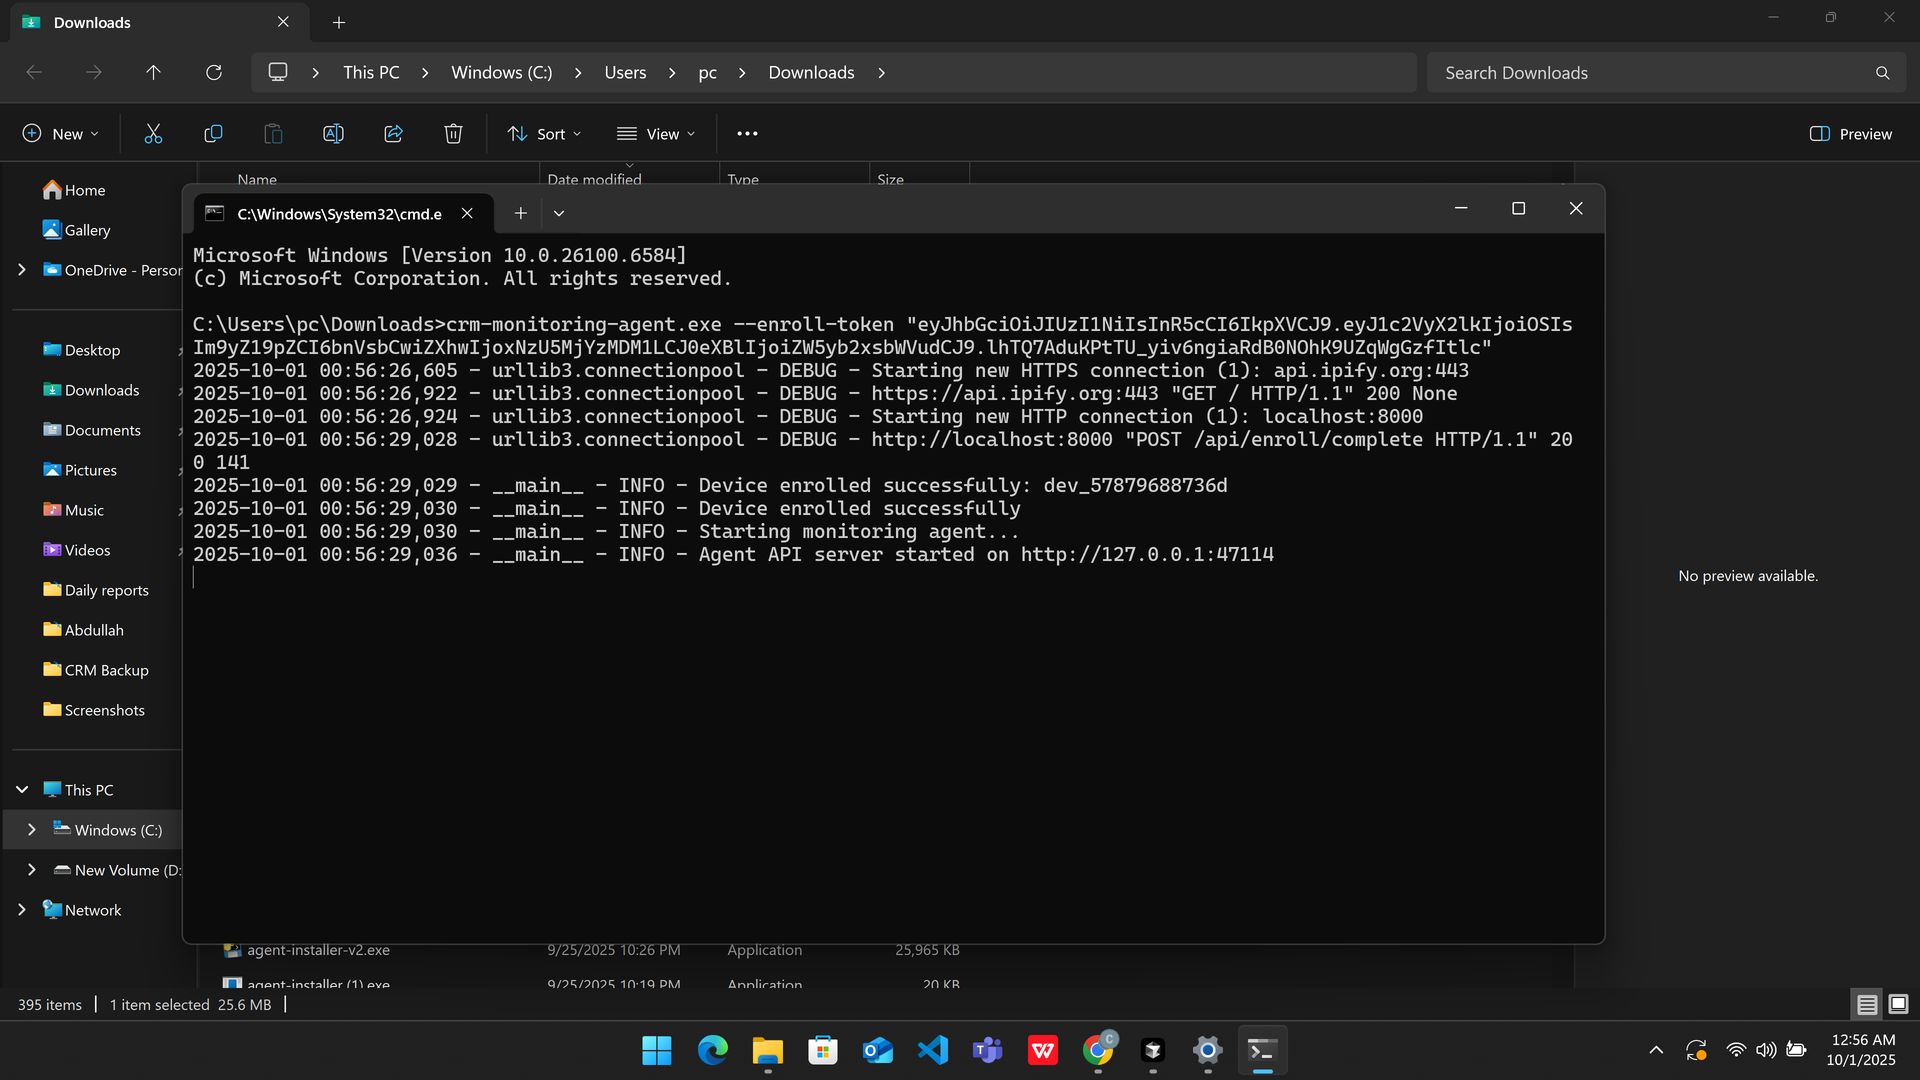 Downloads
This PC
Windows (C:)
Users
pc
Downloads
Search Downloads
New
Sort
View
Preview
Name
Date modified
Type
Size
Home
Gallery
OneDrive - Person
Desktop
Downloads
Documents
Pictures
Music
Videos
Daily reports
Abdullah
CRM Backup
Screenshots
This PC
Windows (C:)
New Volume (D:
Network
C:\Windows\System32\cmd.e
Microsoft Windows [Version 10.0.26100.6584]
(c) Microsoft Corporation. All rights reserved.
C:\Users\pc\Downloads>crm-monitoring-agent.exe --enroll-token "eyJhbGciOiJIUzI1NiIsInR5cCI6IkpXVCJ9.eyJ1c2VyX2lkIjoiOSIs
Im9yZ19pZCI6bnVsbCwiZXhwIjoxNzU5MjYzMDM1LCJ0eXBlIjoiZW5yb2xsbWVudCJ9.lhTQ7AduKPtTU_yiv6ngiaRdB0NOhK9UZqWgGzfItlc"
2025-10-01 00:56:26,605 - urllib3.connectionpool - DEBUG - Starting new HTTPS connection (1): api.ipify.org:443
2025-10-01 00:56:26,922 - urllib3.connectionpool - DEBUG - https://api.ipify.org:443 "GET / HTTP/1.1" 200 None
2025-10-01 00:56:26,924 - urllib3.connectionpool - DEBUG - Starting new HTTP connection (1): localhost:8000
2025-10-01 00:56:29,028 - urllib3.connectionpool - DEBUG - http://localhost:8000 "POST /api/enroll/complete HTTP/1.1" 20
0 141
2025-10-01 00:56:29,029 - __main__ - INFO - Device enrolled successfully: dev_57879688736d
2025-10-01 00:56:29,030 - __main__ - INFO - Device enrolled successfully
2025-10-01 00:56:29,030 - __main__ - INFO - Starting monitoring agent...
2025-10-01 00:56:29,036 - __main__ - INFO - Agent API server started on http://127.0.0.1:47114
No preview available.
agent-installer-v2.exe 9/25/2025 10:26 PM Application 25,965 KB
agent-installer (1).exe 9/25/2025 10:19 PM Application 20 KB
395 items
1 item selected 25.6 MB
12:56 AM
10/1/2025